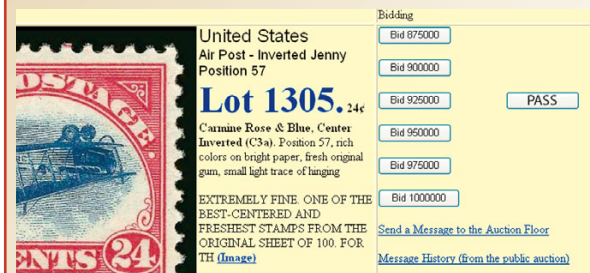 POSTAGE.
CENTS 24
United States
Air Post - Inverted Jenny
Position 57
Lot 1305. 24¢
Carmine Rose & Blue, Center
Inverted (C3a). Position 57, rich
colors on bright paper, fresh original
gum, small light trace of hinging
EXTREMELY FINE. ONE OF THE
BEST-CENTERED AND
FRESHEST STAMPS FROM THE
ORIGINAL SHEET OF 100. FOR
TH (Image)
Bidding
Bid 875000
Bid 900000
Bid 925000
PASS
Bid 950000
Bid 975000
Bid 1000000
Send a Message to the Auction Floor
Message History (from the public auction)